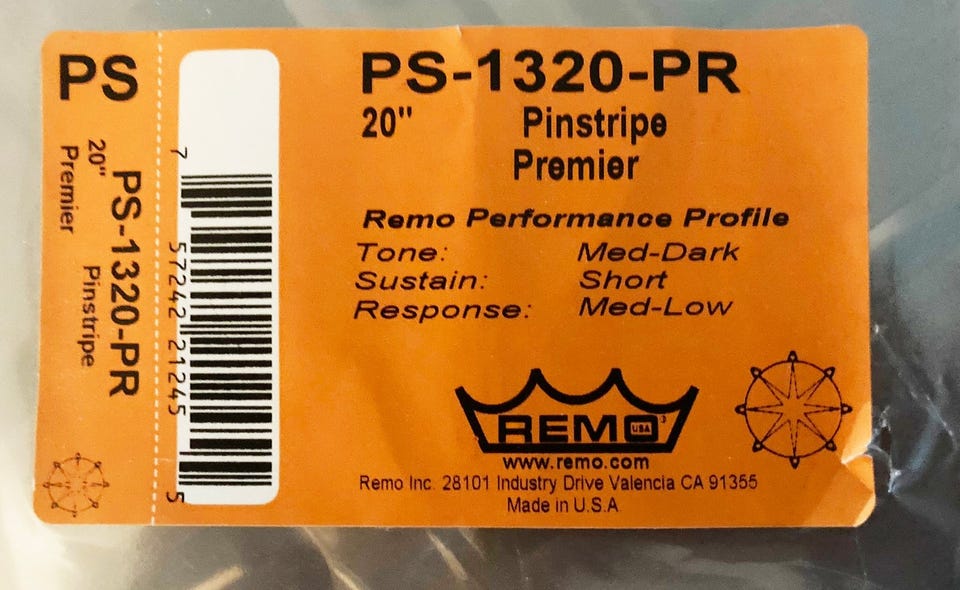 PS
20" PS-1320-PR
Premier Pinstripe
7 57242 21245 5
PS-1320-PR
20" Pinstripe
Premier
Remo Performance Profile
Tone: Med-Dark
Sustain: Short
Response: Med-Low
REMO USA
www.remo.com
Remo Inc. 28101 Industry Drive Valencia CA 91355
Made in U.S.A